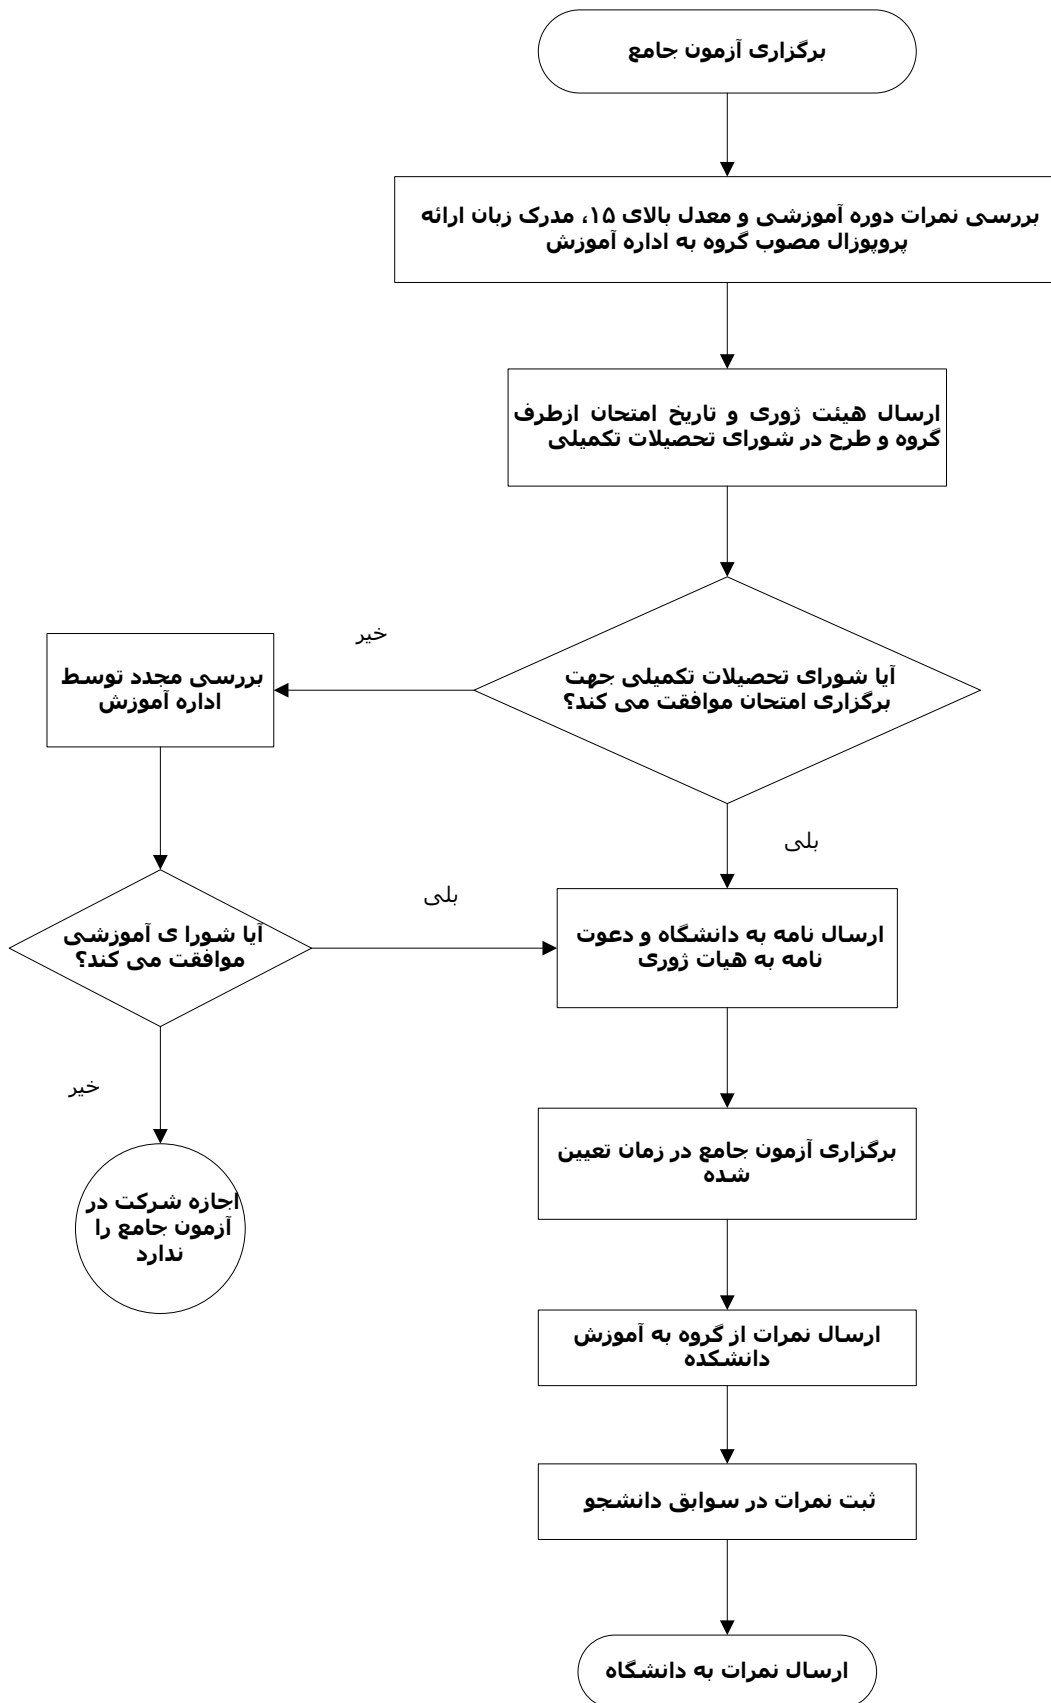 برگزاری آزمون جامع
بررسی نمرات دوره آموزشی و معدل بالای ۱۵، مدرک زبان ارائه
پروپوزال مصوب گروه به اداره آموزش
ارسال هیئت ژوری و تاریخ امتحان ازطرف
گروه و طرح در شورای تحصیلات تکمیلی
آیا شورای تحصیلات تکمیلی جهت
برگزاری امتحان موافقت می کند؟
خیر
بررسی مجدد توسط
اداره آموزش
بلی
آیا شورا ی آموزشی
موافقت می کند؟
بلی
ارسال نامه به دانشگاه و دعوت
نامه به هیات ژوری
خیر
اجازه شرکت در
آزمون جامع را
ندارد
برگزاری آزمون جامع در زمان تعیین
شده
ارسال نمرات از گروه به آموزش
دانشکده
ثبت نمرات در سوابق دانشجو
ارسال نمرات به دانشگاه